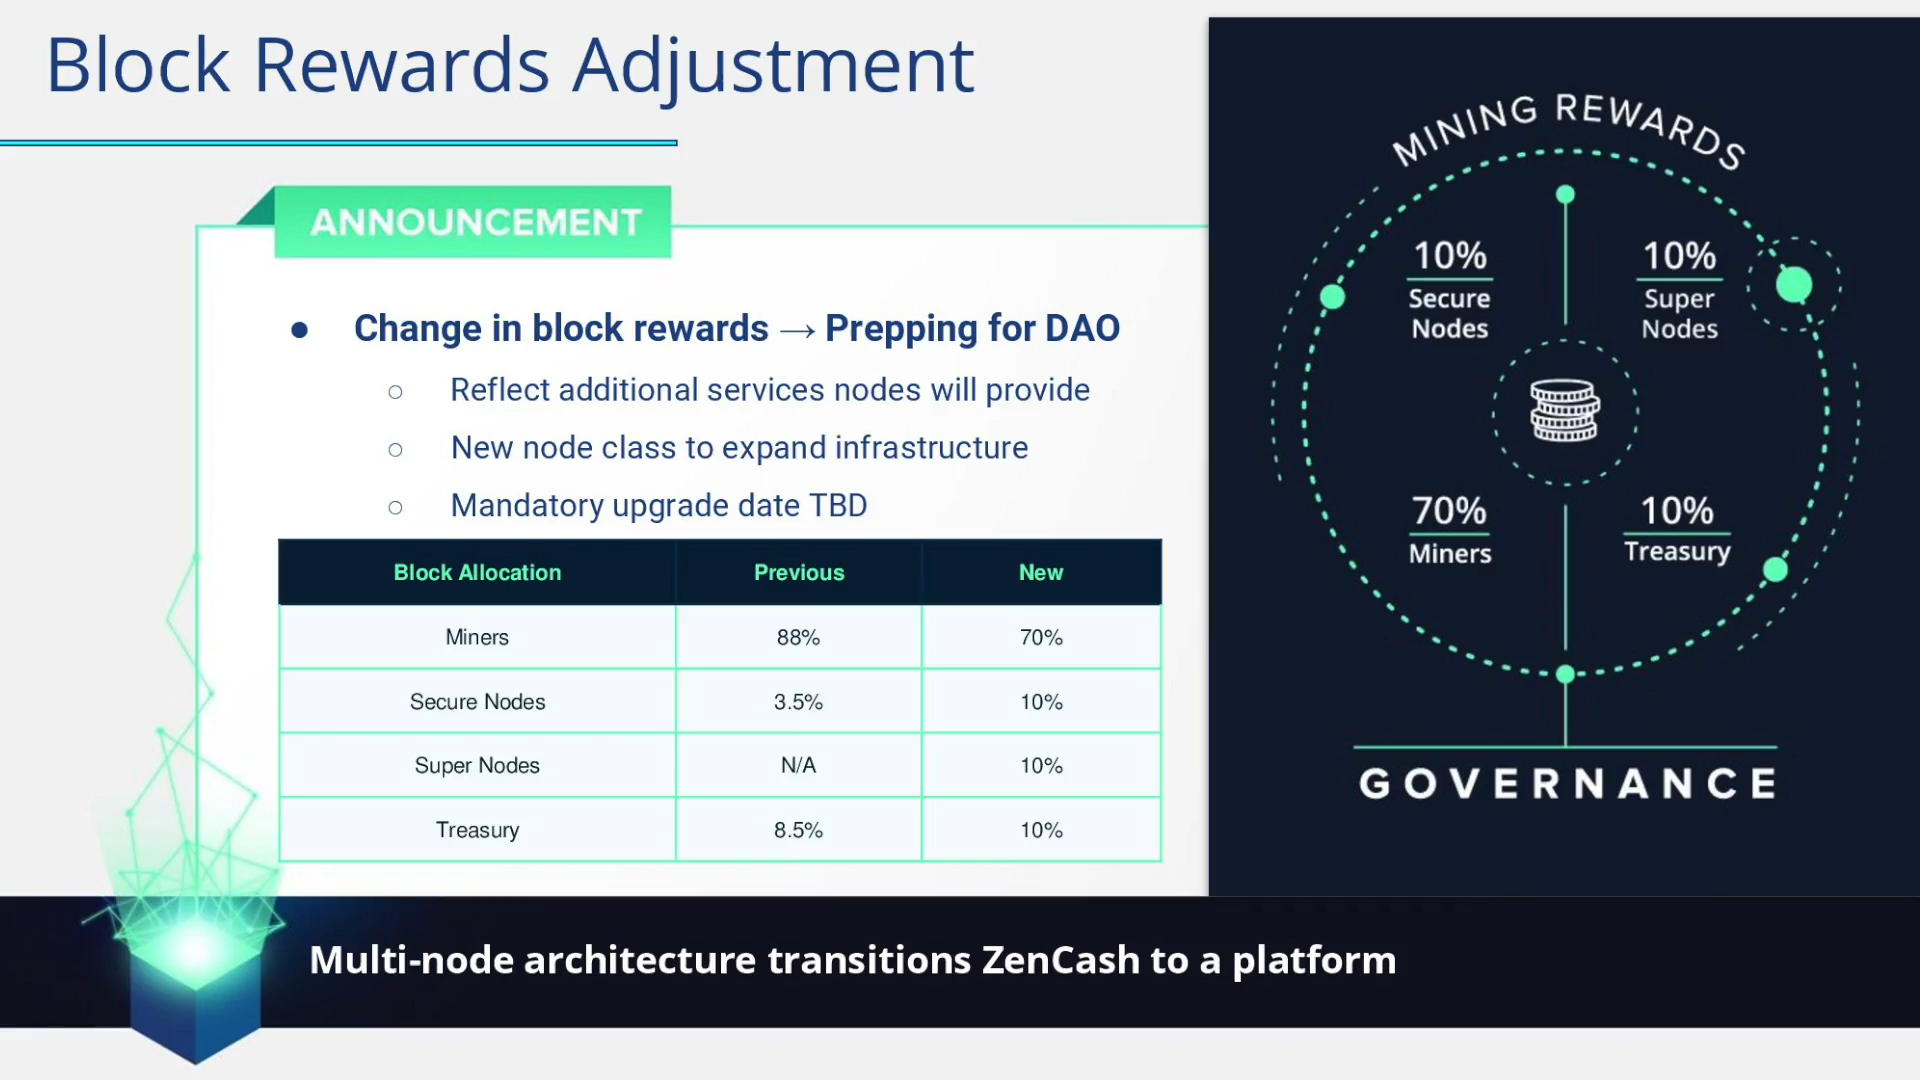 Block Rewards Adjustment
ANNOUNCEMENT
● Change in block rewards → Prepping for DAO
○ Reflect additional services nodes will provide
○ New node class to expand infrastructure
○ Mandatory upgrade date TBD
Block Allocation Previous New
Miners 88% 70%
Secure Nodes 3.5% 10%
Super Nodes N/A 10%
Treasury 8.5% 10%
MINING REWARDS
10%
Secure
Nodes
10%
Super
Nodes
70%
Miners
10%
Treasury
GOVERNANCE
Multi-node architecture transitions ZenCash to a platform